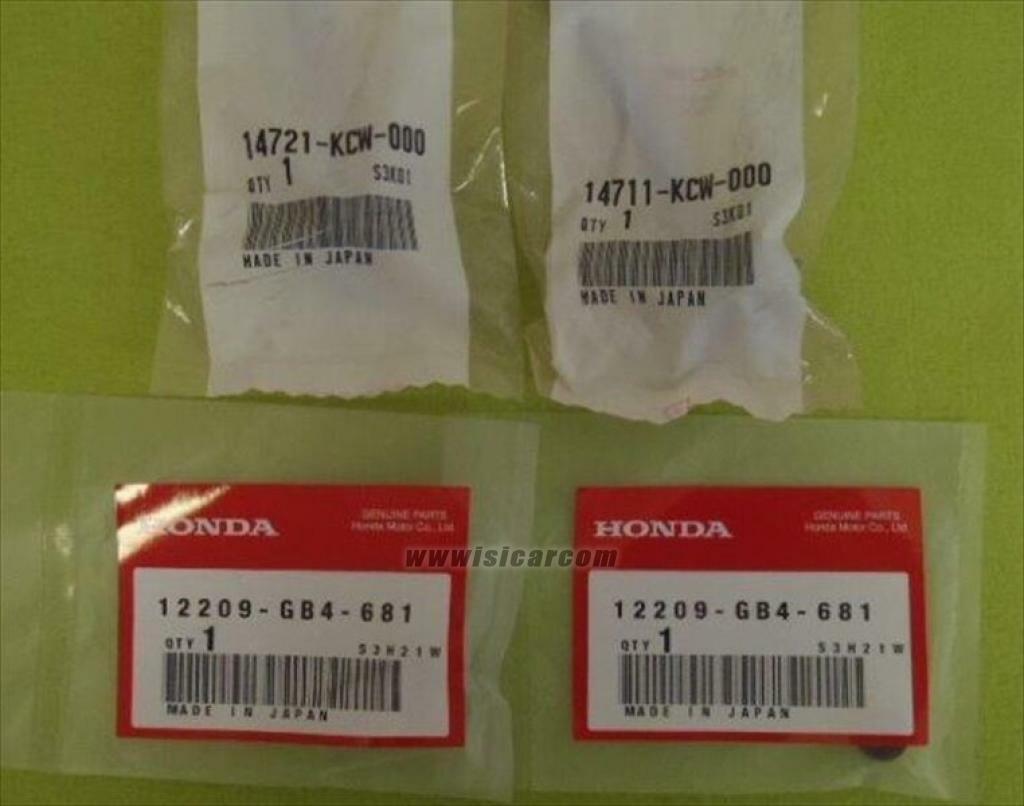 14721-KCW-000
QTY 1 S3K01
MADE IN JAPAN
14711-KCW-000
QTY 1 S3K01
MADE IN JAPAN
HONDA
GENUINE PARTS
Honda Motor Co., Ltd.
12209-GB4-681
QTY 1 S3H21W
MADE IN JAPAN
HONDA
GENUINE PARTS
Honda Motor Co., Ltd.
12209-GB4-681
QTY 1 S3H21W
MADE IN JAPAN
wwwisicarcom